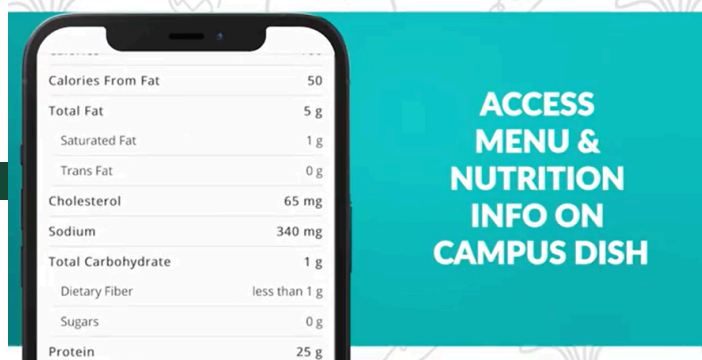 Calories From Fat 50
Total Fat 5 g
Saturated Fat 1 g
Trans Fat 0 g
Cholesterol 65 mg
Sodium 340 mg
Total Carbohydrate 1 g
Dietary Fiber less than 1 g
Sugars 0 g
Protein 25 g
ACCESS
MENU &
NUTRITION
INFO ON
CAMPUS DISH